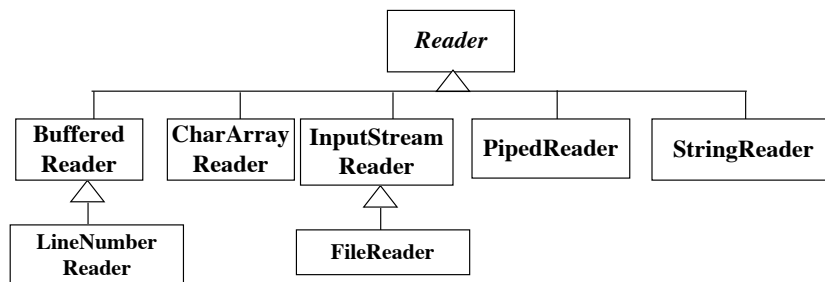 Reader
Buffered
Reader
CharArray
Reader
InputStream
Reader
PipedReader
StringReader
LineNumber
Reader
FileReader